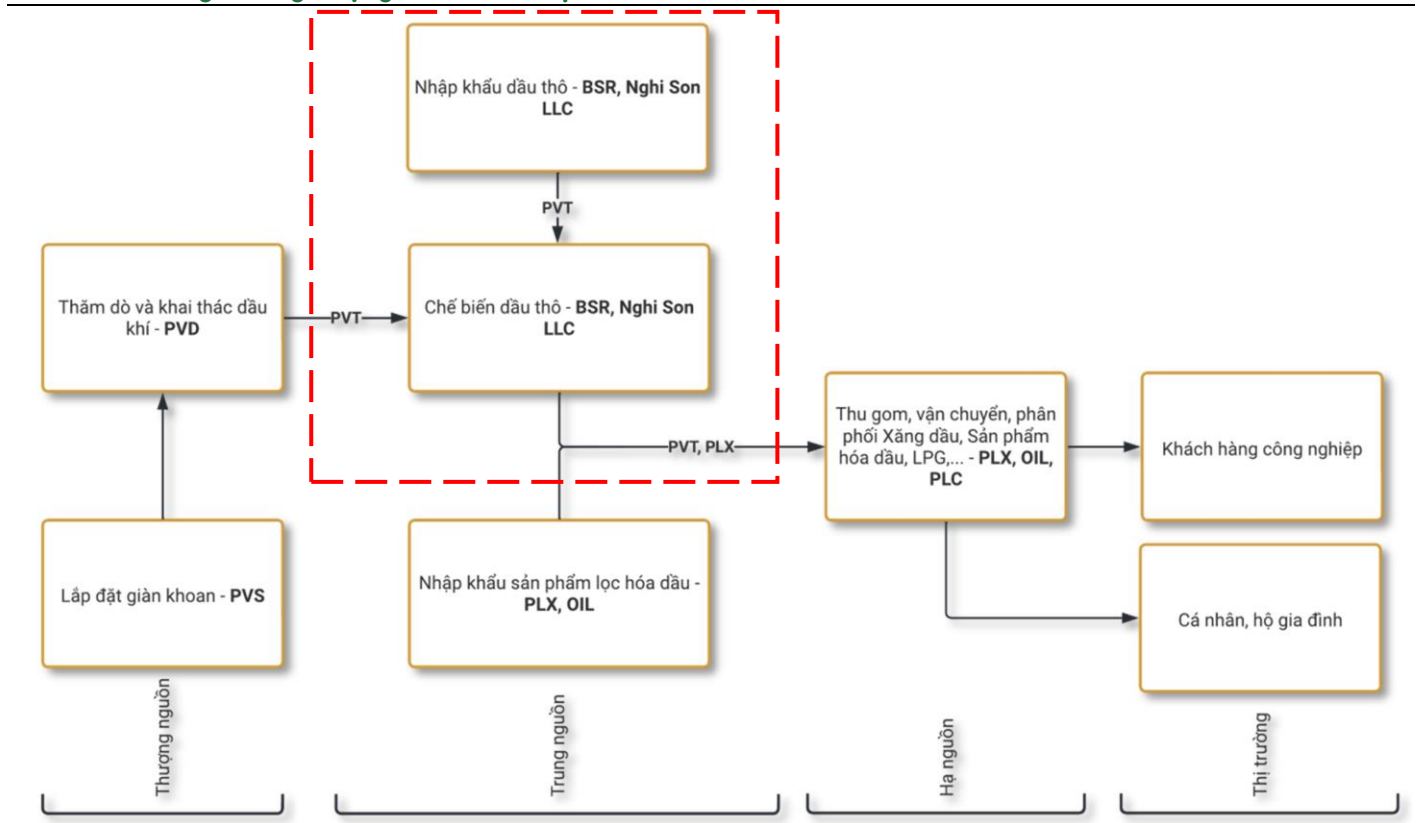 Nhập khẩu dầu thô - BSR, Nghi Son
LLC
PVT
Thăm dò và khai thác dầu
khí - PVD
PVT
Chế biến dầu thô - BSR, Nghi Son
LLC
PVT, PLX
Thu gom, vận chuyển, phân
phối Xăng dầu, Sản phẩm
hóa dầu, LPG,... - PLX, OIL,
PLC
Khách hàng công nghiệp
Lắp đặt giàn khoan - PVS
Nhập khẩu sản phẩm lọc hóa dầu -
PLX, OIL
Cá nhân, hộ gia đình
Thượng nguồn
Trung nguồn
Hạ nguồn
Thị trường